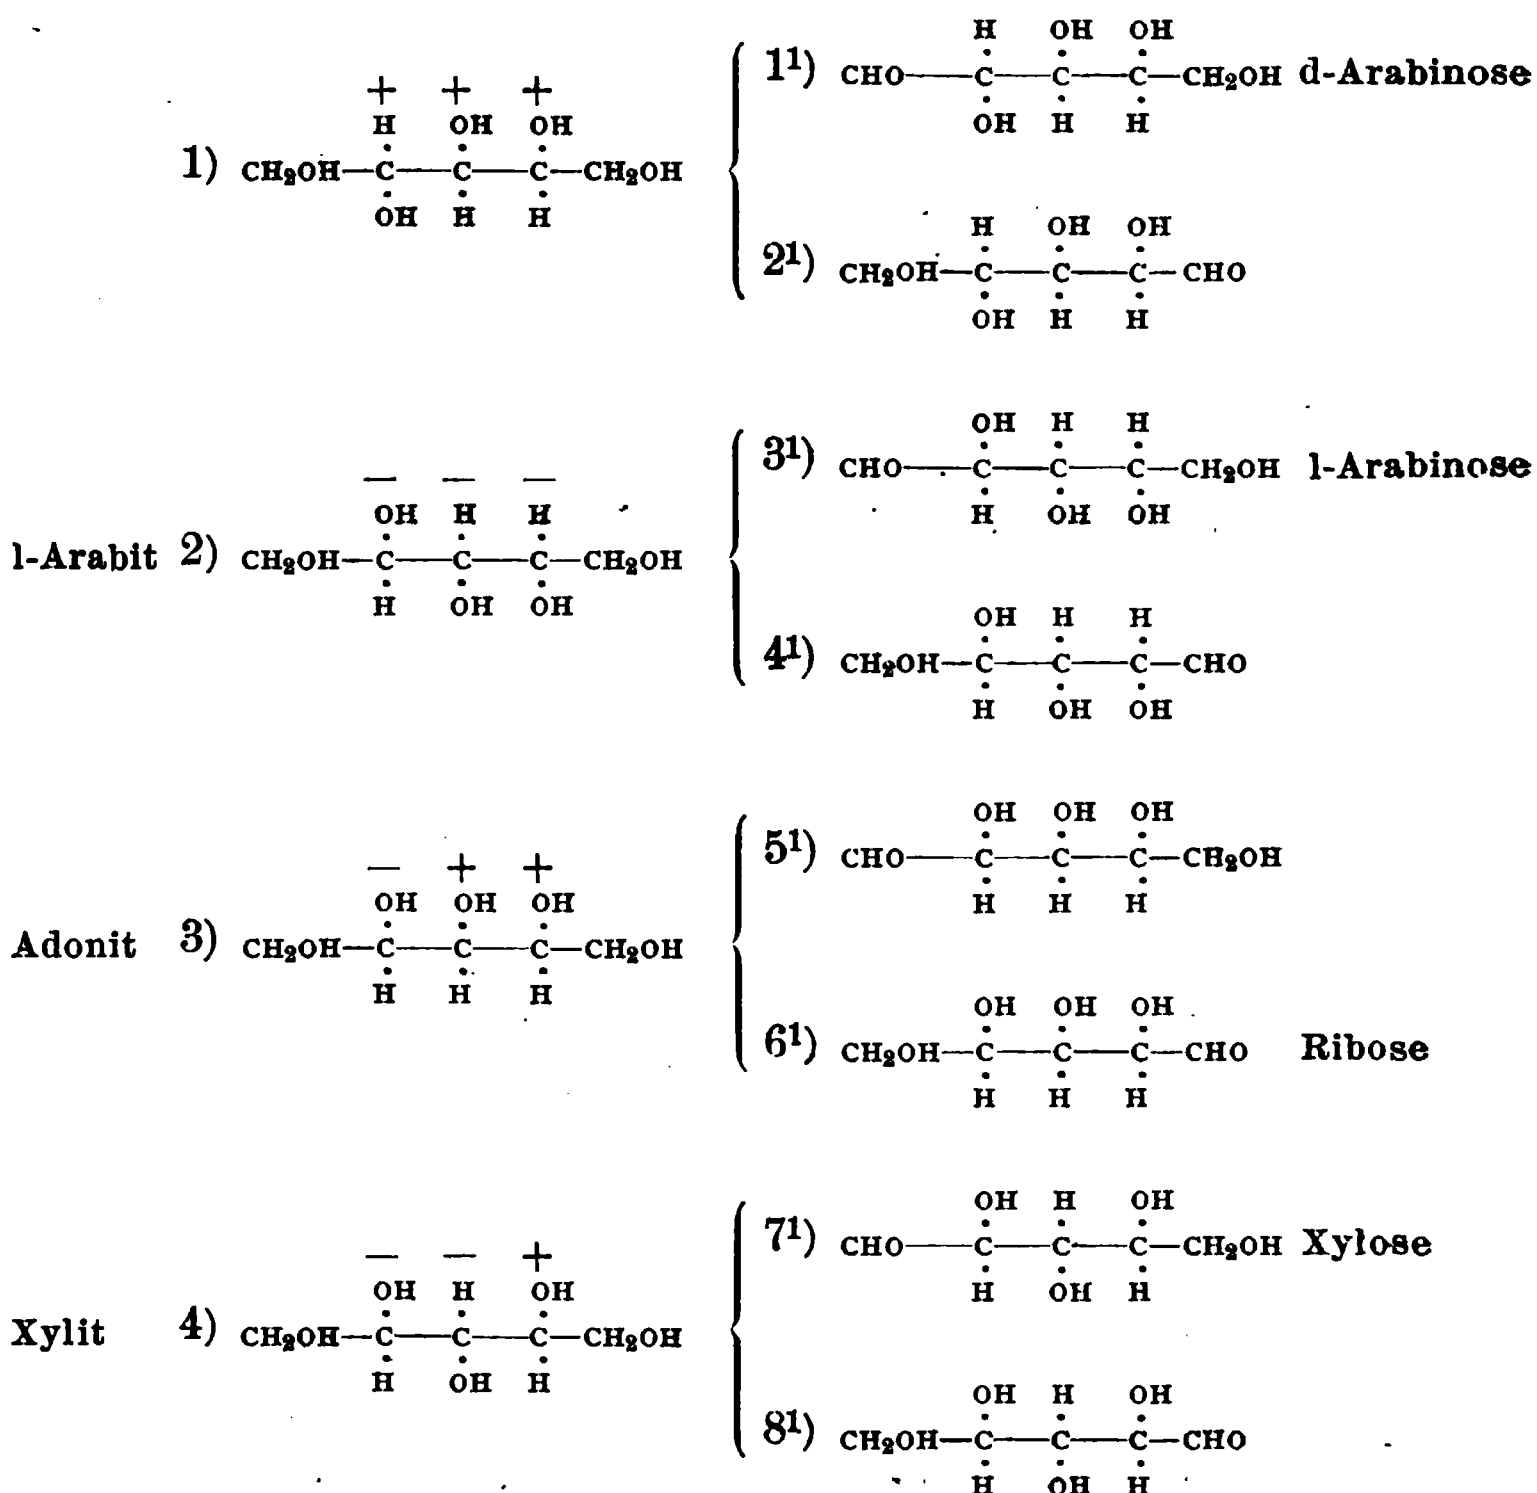 H OH OH
1¹) CHO—C—C—C—CH₂OH d-Arabinose
OH H H
+ + +
H OH OH
1) CH₂OH—C—C—C—CH₂OH
OH H H
H OH OH
2¹) CH₂OH—C—C—C—CHO
OH H H
OH H H
3¹) CHO—C—C—C—CH₂OH l-Arabinose
H OH OH
— — —
OH H H
l-Arabit 2) CH₂OH—C—C—C—CH₂OH
H OH OH
OH H H
4¹) CH₂OH—C—C—C—CHO
H OH OH
OH OH OH
5¹) CHO—C—C—C—CH₂OH
H H H
— + +
OH OH OH
Adonit 3) CH₂OH—C—C—C—CH₂OH
H H H
OH OH OH
6¹) CH₂OH—C—C—C—CHO Ribose
H H H
OH H OH
7¹) CHO—C—C—C—CH₂OH Xylose
H OH H
— — +
OH H OH
Xylit 4) CH₂OH—C—C—C—CH₂OH
H OH H
OH H OH
8¹) CH₂OH—C—C—C—CHO
H OH H